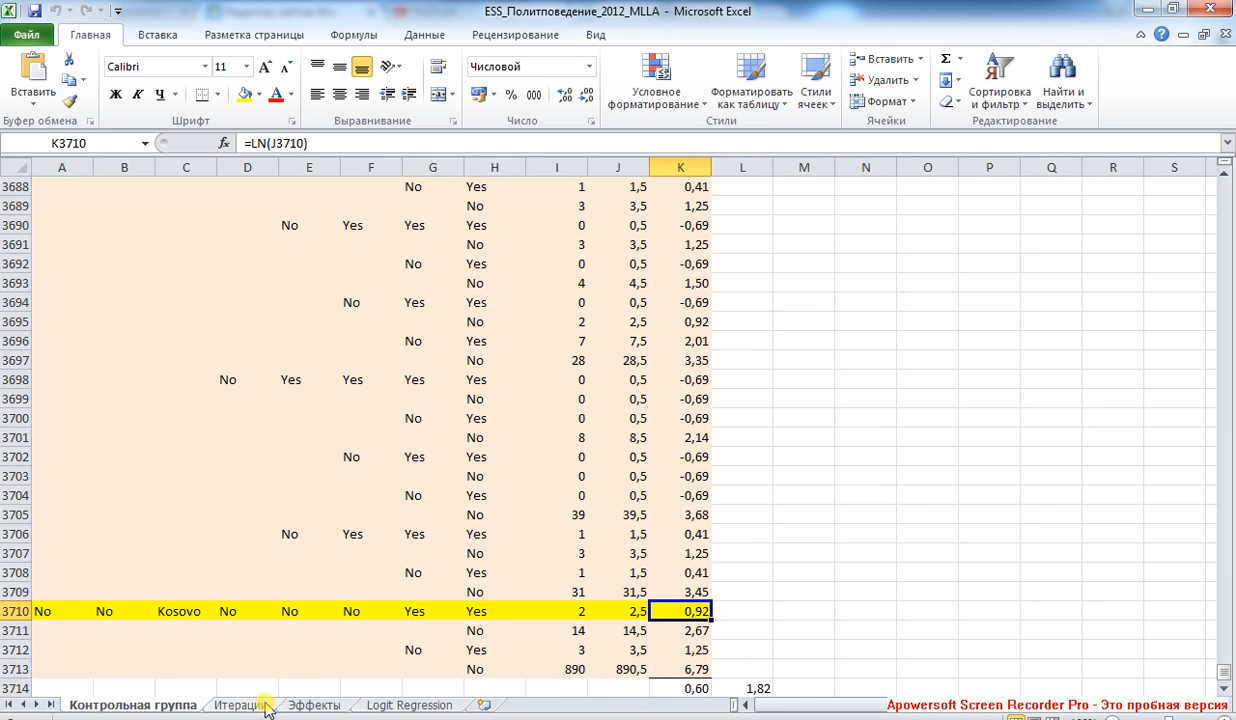 ESS_Политповедение_2012_MLLA - Microsoft Excel
Файл Главная Вставка Разметка страницы Формулы Данные Рецензирование Вид
Calibri 11 Числовой
Вставить Ж К Ч % 000 Условное форматирование Форматировать как таблицу Стили ячеек Вставить Удалить Формат Сортировка и фильтр Найти и выделить
Буфер обмена Шрифт Выравнивание Число Стили Ячейки Редактирование
K3710 fx =LN(J3710)
A B C D E F G H I J K L M N O P Q R S
3688 No Yes 1 1,5 0,41
3689 No 3 3,5 1,25
3690 No Yes Yes Yes 0 0,5 -0,69
3691 No 3 3,5 1,25
3692 No Yes 0 0,5 -0,69
3693 No 4 4,5 1,50
3694 No Yes Yes 0 0,5 -0,69
3695 No 2 2,5 0,92
3696 No Yes 7 7,5 2,01
3697 No 28 28,5 3,35
3698 No Yes Yes Yes Yes 0 0,5 -0,69
3699 No 0 0,5 -0,69
3700 No Yes 0 0,5 -0,69
3701 No 8 8,5 2,14
3702 No Yes Yes 0 0,5 -0,69
3703 No 0 0,5 -0,69
3704 No Yes 0 0,5 -0,69
3705 No 39 39,5 3,68
3706 No Yes Yes Yes 1 1,5 0,41
3707 No 3 3,5 1,25
3708 No Yes 1 1,5 0,41
3709 No 31 31,5 3,45
3710 No No Kosovo No No No Yes Yes 2 2,5 0,92
3711 No 14 14,5 2,67
3712 No Yes 3 3,5 1,25
3713 No 890 890,5 6,79
3714 0,60 1,82
Контрольная группа Итерации Эффекты Logit Regression
Apowersoft Screen Recorder Pro - Это пробная версия